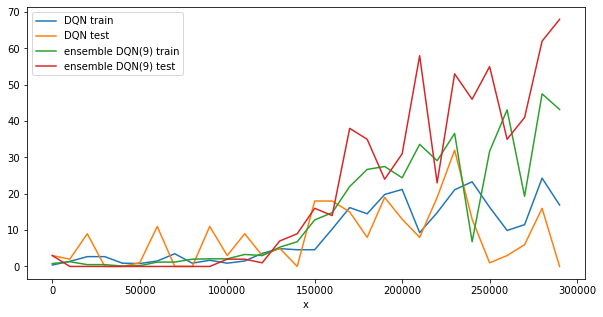 DQN train
DQN test
ensemble DQN(9) train
ensemble DQN(9) test
70
60
50
40
30
20
10
0
0 50000 100000 150000 200000 250000 300000
x